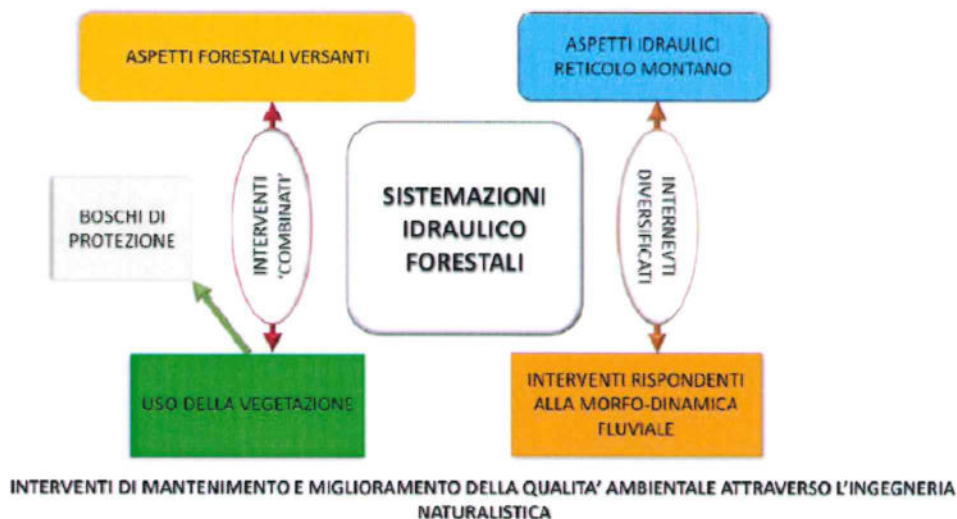 ASPETTI FORESTALI VERSANTI
ASPETTI IDRAULICI
RETICOLO MONTANO
BOSCHI DI
PROTEZIONE
INTERVENTI
'COMBINATI'
SISTEMAZIONI
IDRAULICO
FORESTALI
INTERNEVTI
DIVERSIFICATI
USO DELLA VEGETAZIONE
INTERVENTI RISPONDENTI
ALLA MORFO-DINAMICA
FLUVIALE
INTERVENTI DI MANTENIMENTO E MIGLIORAMENTO DELLA QUALITA' AMBIENTALE ATTRAVERSO L'INGEGNERIA
NATURALISTICA